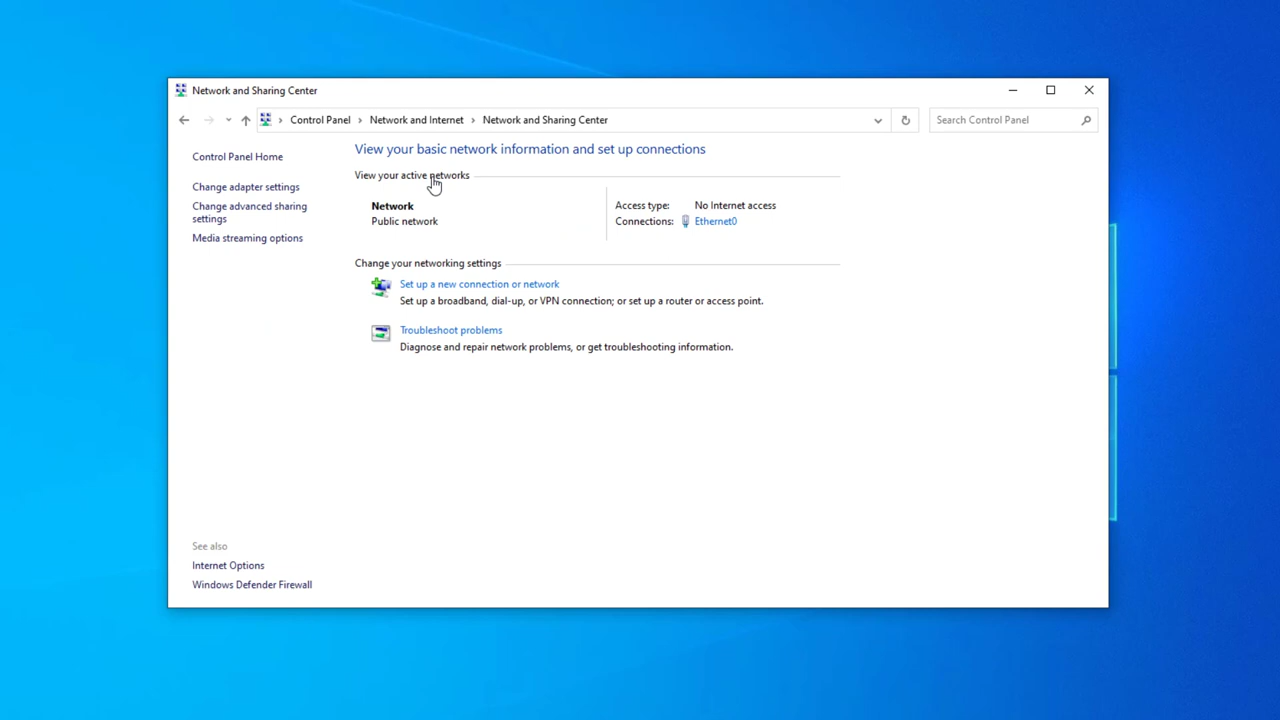 Network and Sharing Center
Control Panel Network and Internet Network and Sharing Center
Search Control Panel
Control Panel Home
Change adapter settings
Change advanced sharing
settings
Media streaming options
View your basic network information and set up connections
View your active networks
Network
Public network
Access type: No Internet access
Connections: Ethernet0
Change your networking settings
Set up a new connection or network
Set up a broadband, dial-up, or VPN connection; or set up a router or access point.
Troubleshoot problems
Diagnose and repair network problems, or get troubleshooting information.
See also
Internet Options
Windows Defender Firewall